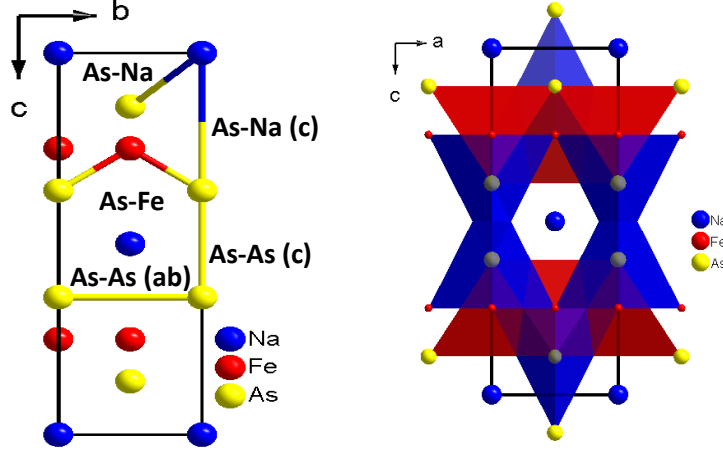 b
c
As-Na
As-Na (c)
As-Fe
As-As (c)
As-As (ab)
Na
Fe
As
a
c
Na
Fe
As